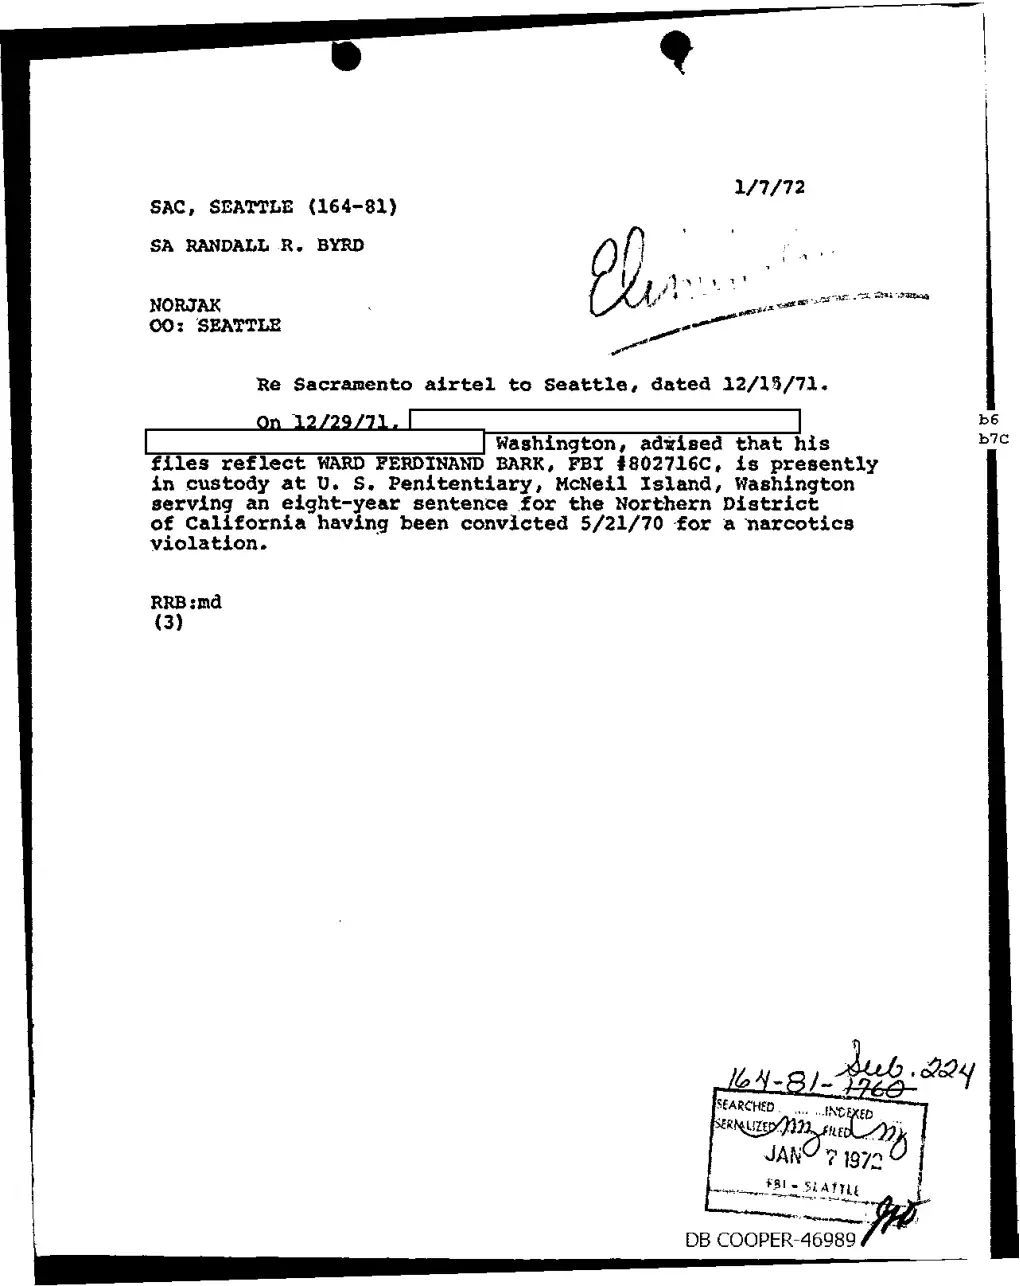 1/7/72
SAC, SEATTLE (164-81)
SA RANDALL R. BYRD
NORJAK
OO: SEATTLE
Re Sacramento airtel to Seattle, dated 12/15/71.
On 12/29/71,
b6
b7C
Washington, advised that his
files reflect WARD FERDINAND BARK, FBI #802716C, is presently
in custody at U. S. Penitentiary, McNeil Island, Washington
serving an eight-year sentence for the Northern District
of California having been convicted 5/21/70 for a narcotics
violation.
RRB:md
(3)
Sub. 224
164-81-1760
SEARCHED INDEXED
SERIALIZED FILED
JAN 7 1972
FBI - SEATTLE
DB COOPER-46989